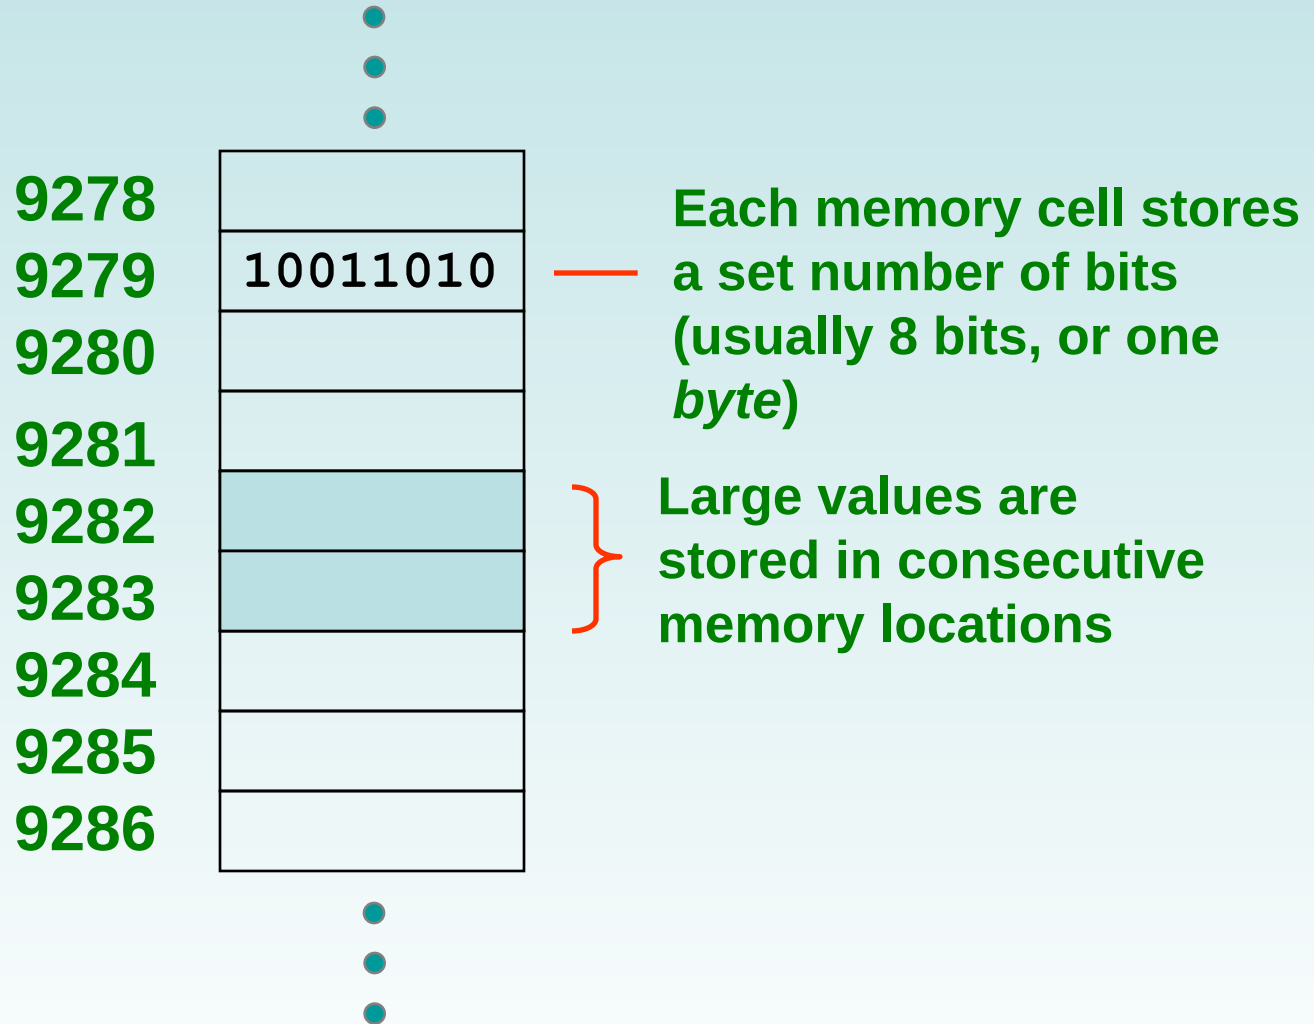 9278
9279
9280
9281
9282
9283
9284
9285
9286
10011010
Each memory cell stores
a set number of bits
(usually 8 bits, or one
byte)
Large values are
stored in consecutive
memory locations